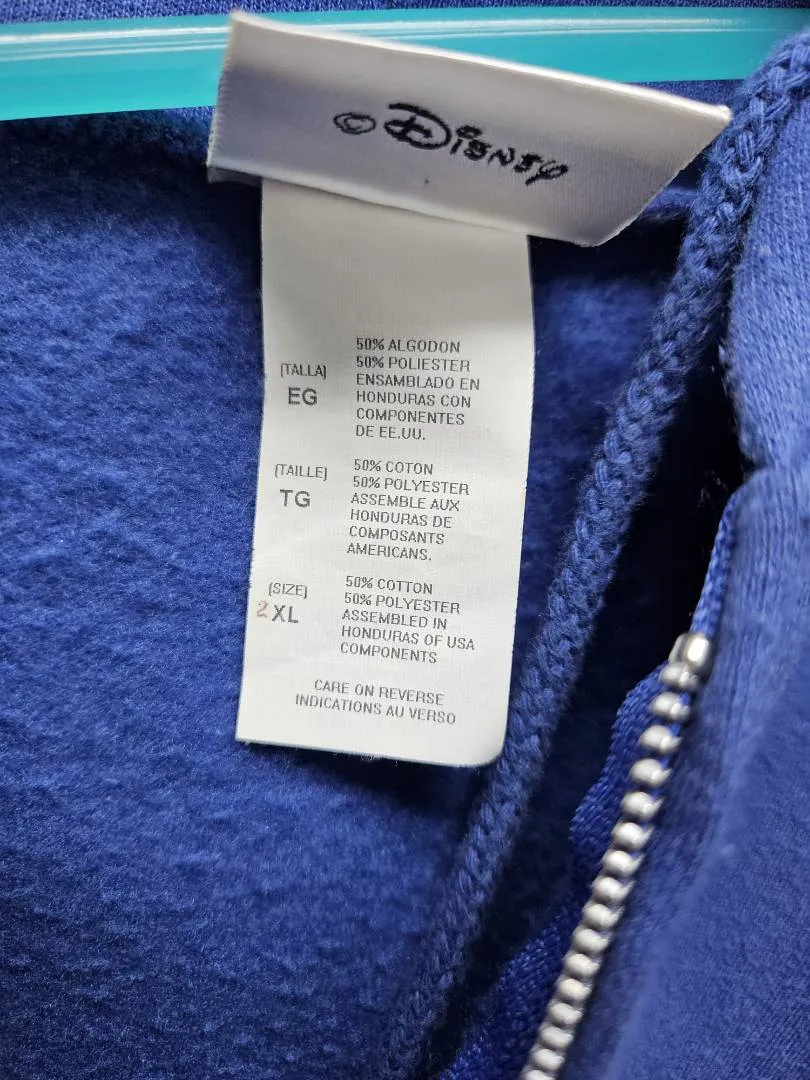 © Disney
[TALLA]
EG
50% ALGODON
50% POLIESTER
ENSAMBLADO EN
HONDURAS CON
COMPONENTES
DE EE.UU.
[TAILLE]
TG
50% COTON
50% POLYESTER
ASSEMBLE AUX
HONDURAS DE
COMPOSANTS
AMERICANS.
[SIZE]
2XL
50% COTTON
50% POLYESTER
ASSEMBLED IN
HONDURAS OF USA
COMPONENTS
CARE ON REVERSE
INDICATIONS AU VERSO